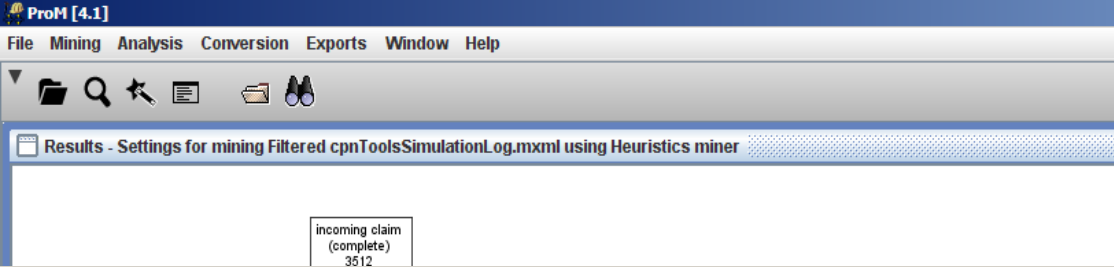 ProM [4.1]
File Mining Analysis Conversion Exports Window Help
Results - Settings for mining Filtered cpnToolsSimulationLog.mxml using Heuristics miner
incoming claim
(complete)
3512